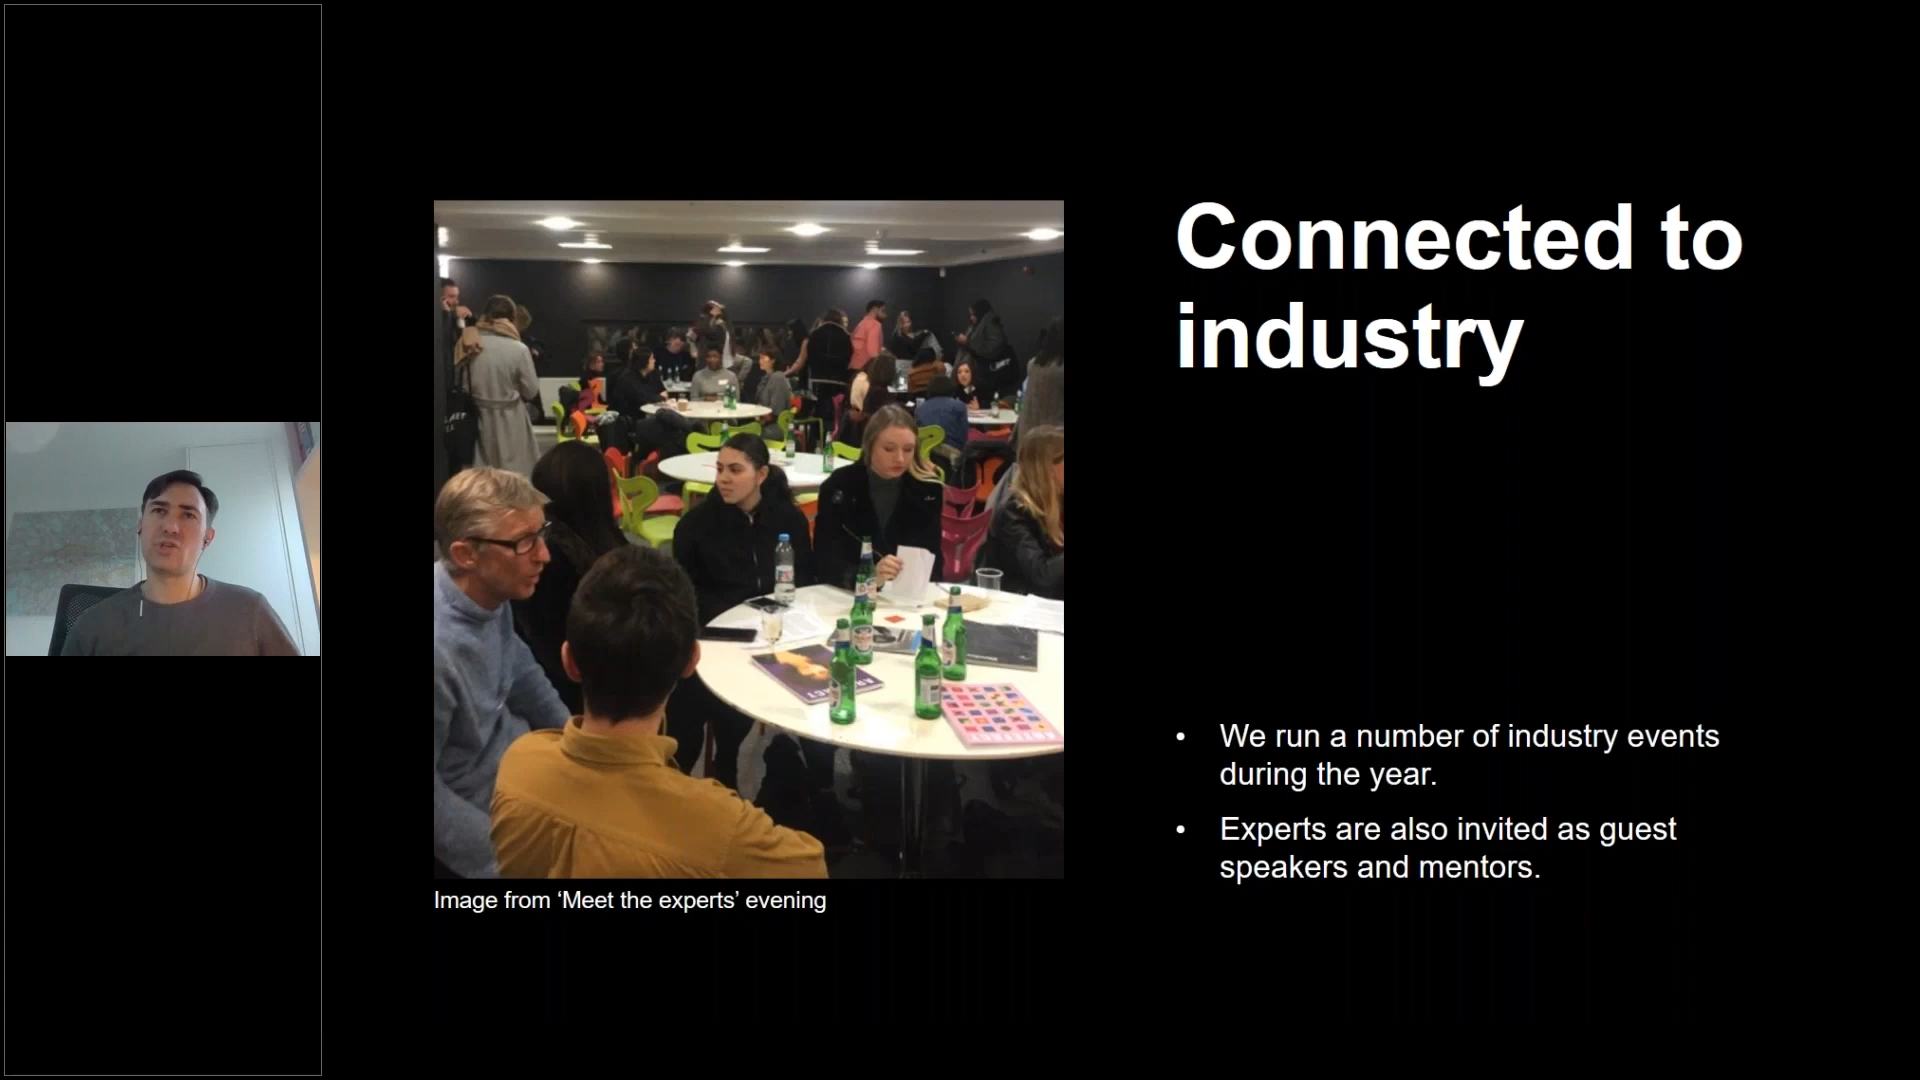 Connected to
industry
We run a number of industry events
during the year.
Experts are also invited as guest
speakers and mentors.
Image from ‘Meet the experts’ evening